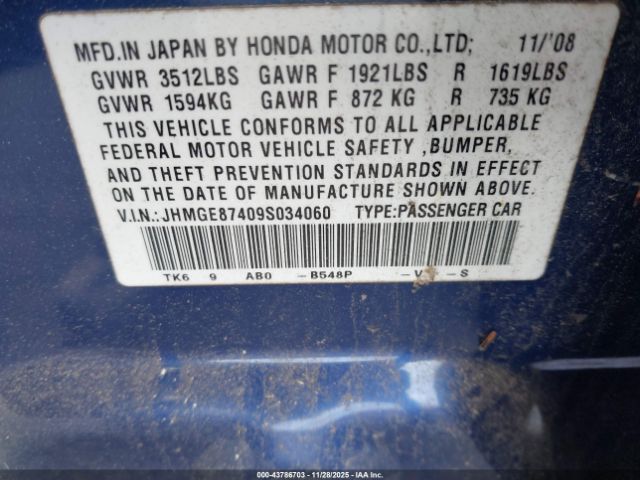 MFD.IN JAPAN BY HONDA MOTOR CO.,LTD; 11/'08
GVWR 3512LBS GAWR F 1921LBS R 1619LBS
GVWR 1594KG GAWR F 872 KG R 735 KG
THIS VEHICLE CONFORMS TO ALL APPLICABLE
FEDERAL MOTOR VEHICLE SAFETY ,BUMPER,
AND THEFT PREVENTION STANDARDS IN EFFECT
ON THE DATE OF MANUFACTURE SHOWN ABOVE.
V.I.N.: JHMGE87409S034060 TYPE:PASSENGER CAR
TK6 9 AB0 -B548P -V -S
000-43786703 - 11/28/2025 - IAAI.COM